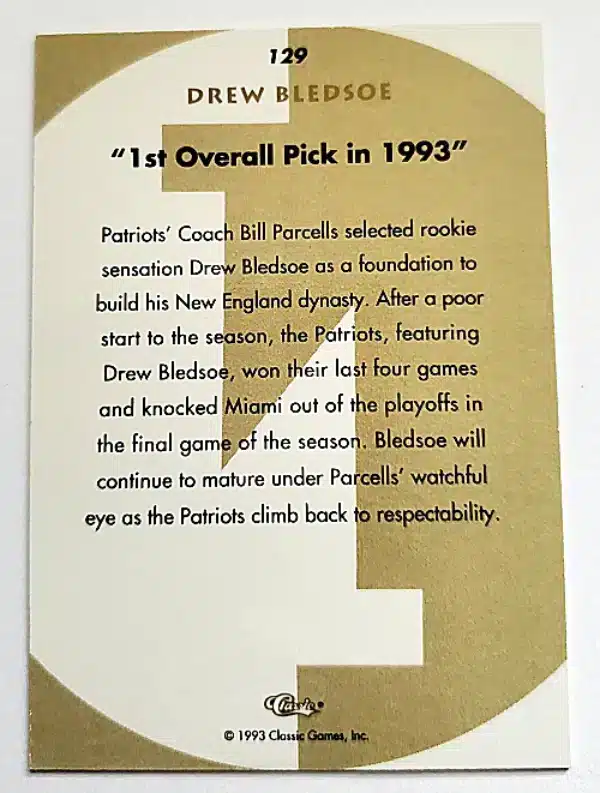 129
DREW BLEDSOE
"1st Overall Pick in 1993"
Patriots' Coach Bill Parcells selected rookie
sensation Drew Bledsoe as a foundation to
build his New England dynasty. After a poor
start to the season, the Patriots, featuring
Drew Bledsoe, won their last four games
and knocked Miami out of the playoffs in
the final game of the season. Bledsoe will
continue to mature under Parcells' watchful
eye as the Patriots climb back to respectability.
Classic
© 1993 Classic Games, Inc.